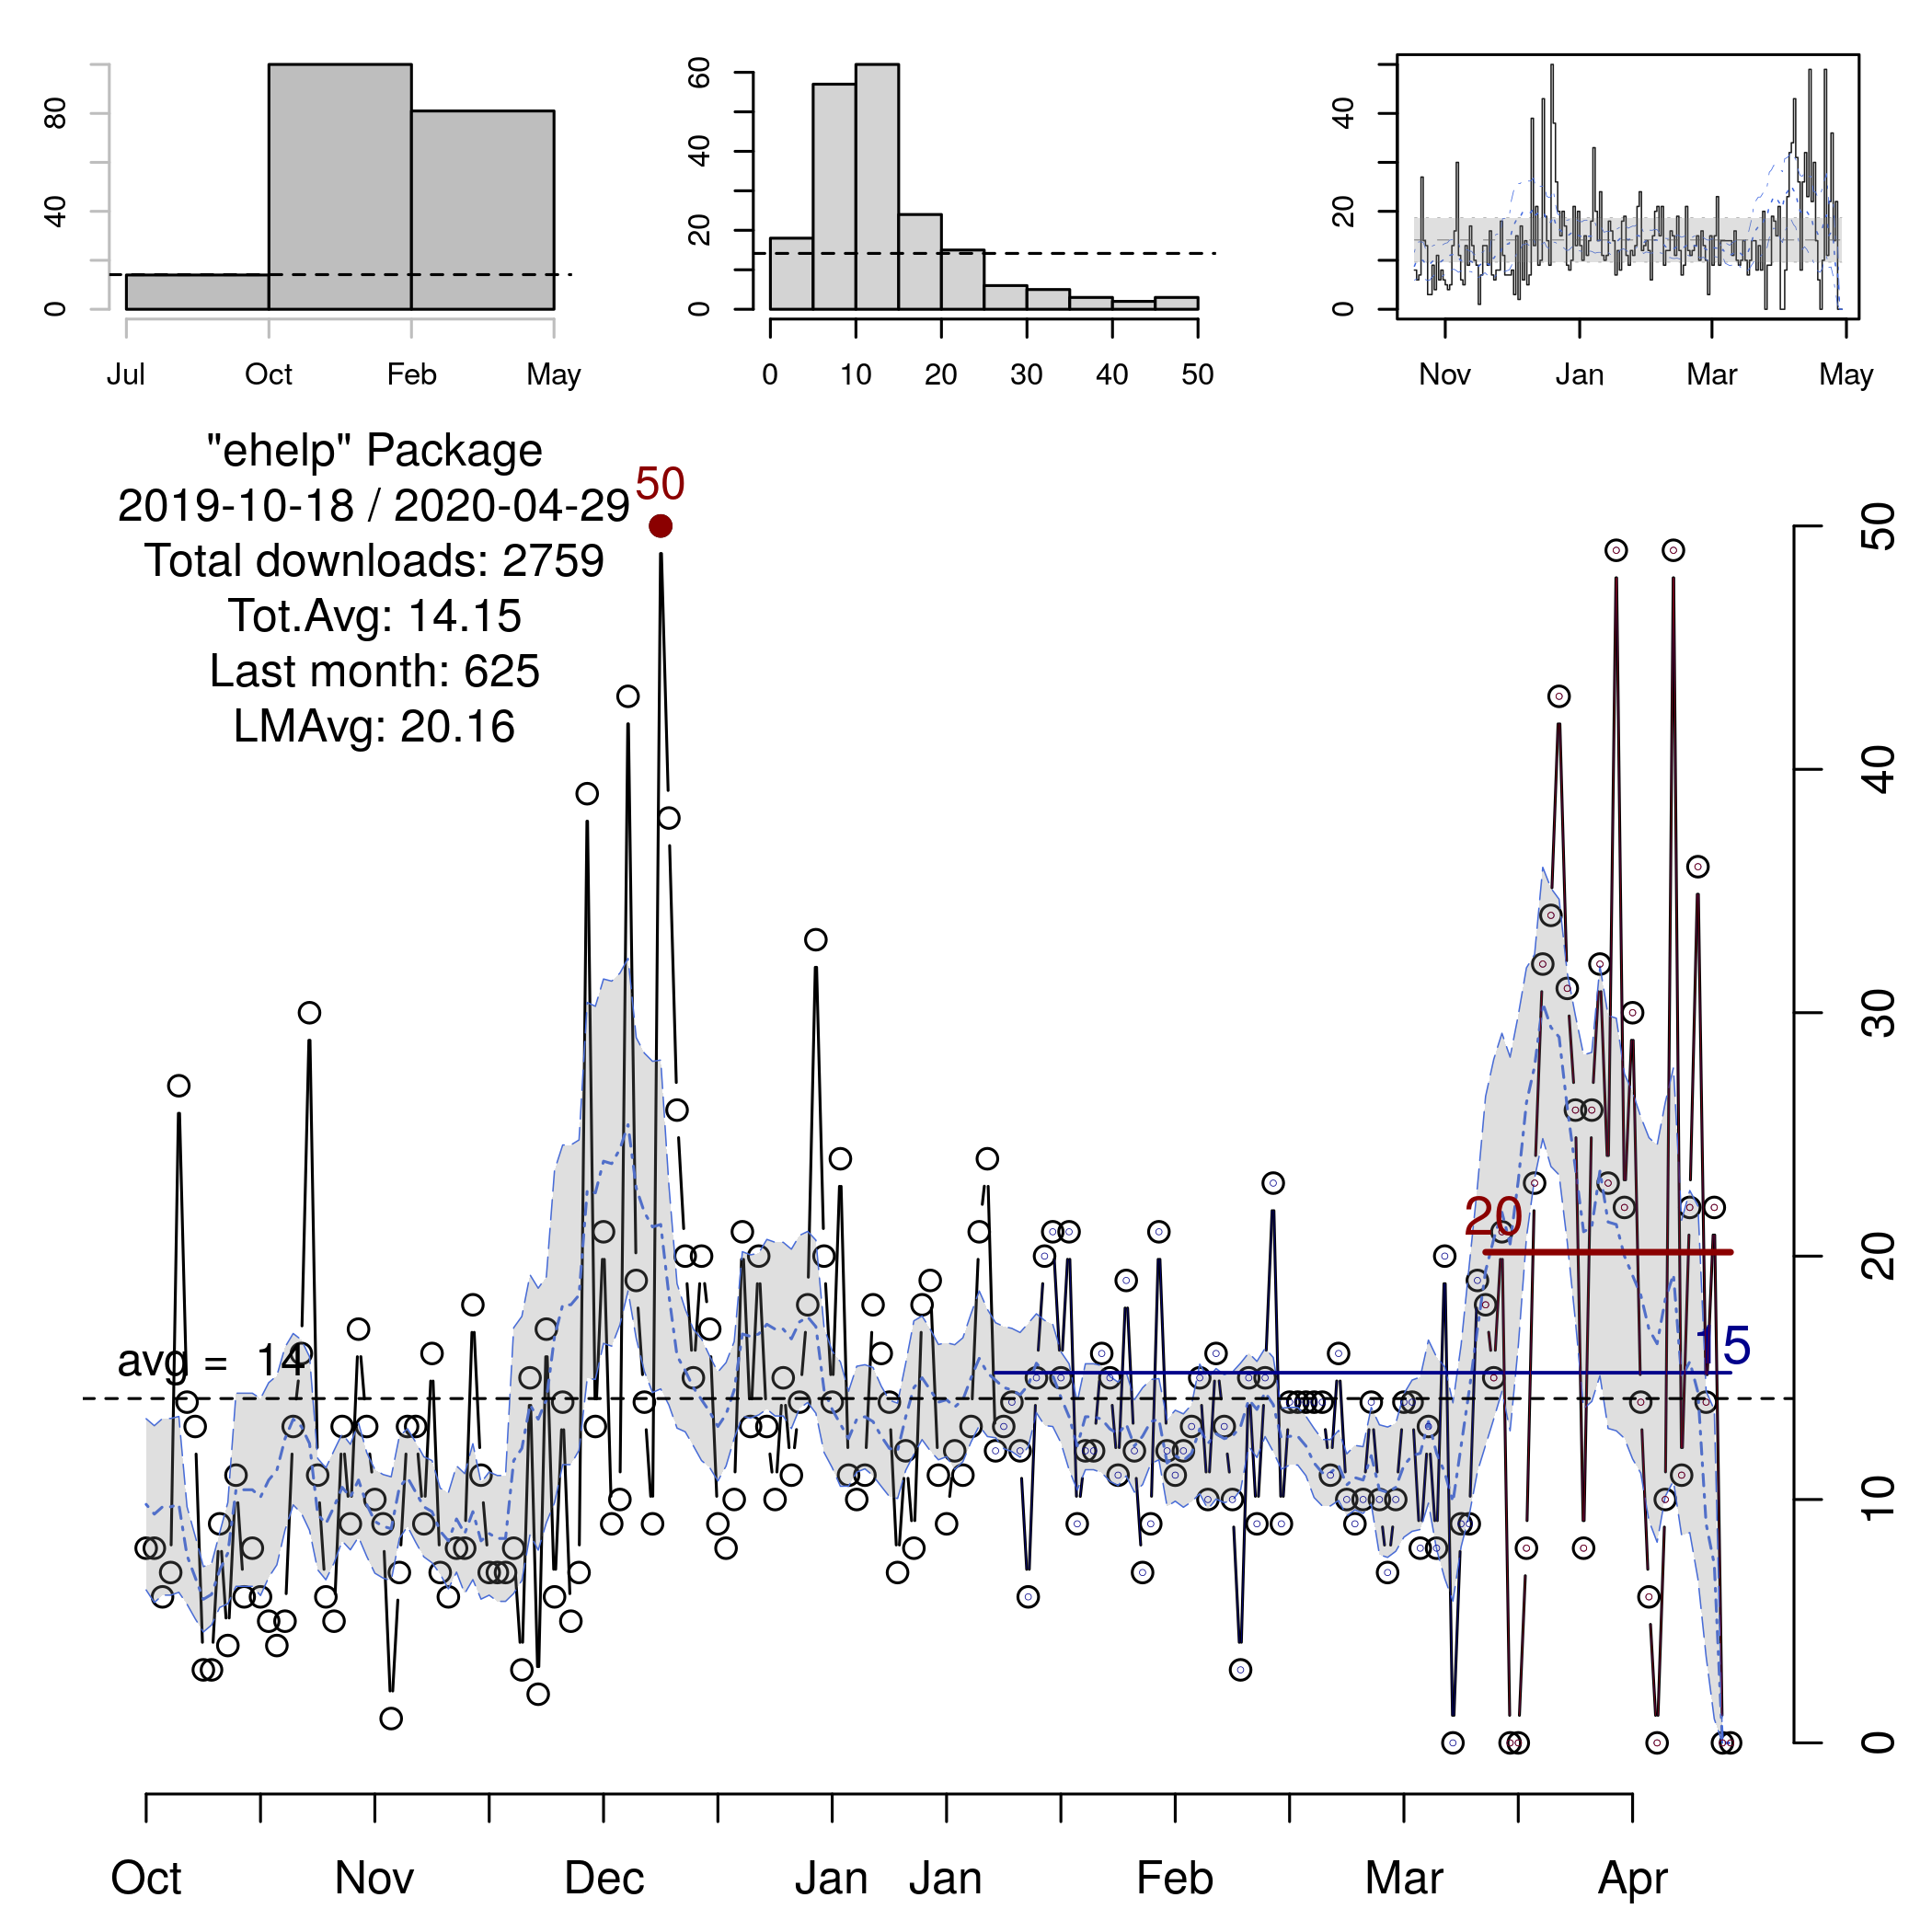 80
40
0
Jul Oct Feb May
60
40
20
0
0 10 20 30 40 50
40
20
0
Nov Jan Mar May
"ehelp" Package
2019-10-18 / 2020-04-29
Total downloads: 2759
Tot.Avg: 14.15
Last month: 625
LMAvg: 20.16
50
avg = 14
20
15
50
40
30
20
10
0
Oct Nov Dec Jan Jan Feb Mar Apr